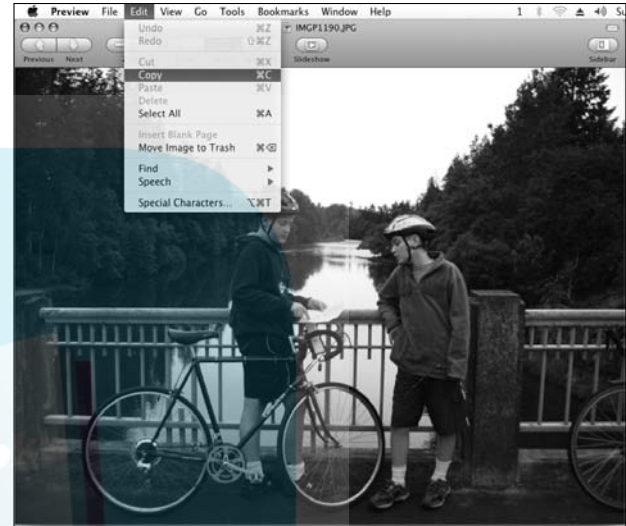 Preview File Edit View Go Tools Bookmarks Window Help 1
IMGP1190.JPG
Previous Next Slideshow Sidebar
Undo ⌘Z
Redo ⇧⌘Z
Cut ⌘X
Copy ⌘C
Paste ⌘V
Delete
Select All ⌘A
Insert Blank Page
Move Image to Trash ⌘⌫
Find
Speech
Special Characters... ⌥⌘T